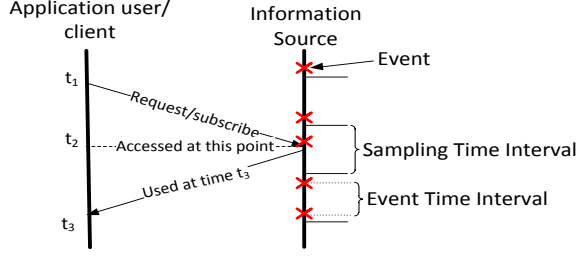 Application user/
client
Information
Source
Event
t1
Request/subscribe
t2
Accessed at this point
Sampling Time Interval
Used at time t3
Event Time Interval
t3